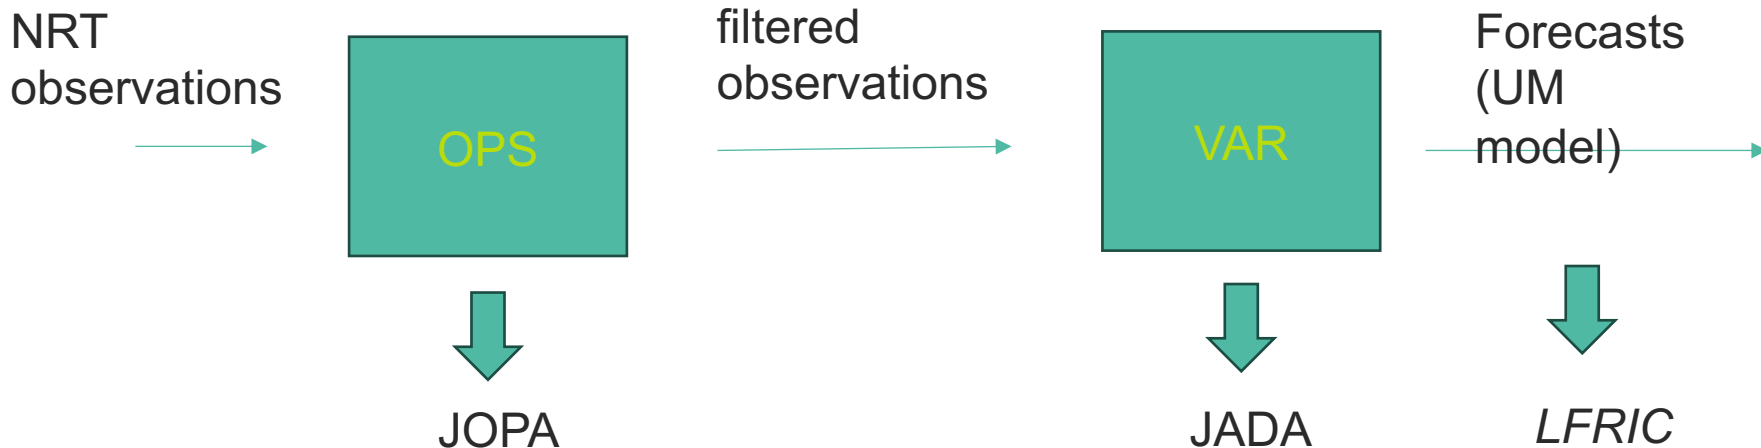 NRT
observations
OPS
filtered
observations
VAR
Forecasts
(UM
model)
JOPA
JADA
LFRIC